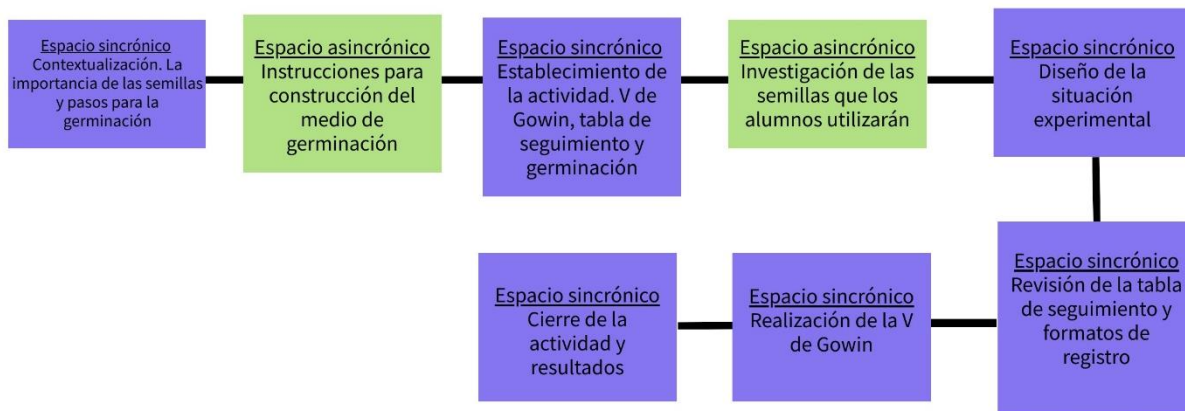 Espacio sincrónico
Contextualización. La
importancia de las semillas
y pasos para la
germinación
Espacio asincrónico
Instrucciones para
construcción del
medio de
germinación
Espacio sincrónico
Establecimiento de
la actividad. V de
Gowin, tabla de
seguimiento y
germinación
Espacio asincrónico
Investigación de las
semillas que los
alumnos utilizarán
Espacio sincrónico
Diseño de la
situación
experimental
Espacio sincrónico
Revisión de la tabla
de seguimiento y
formatos de
registro
Espacio sincrónico
Realización de la V
de Gowin
Espacio sincrónico
Cierre de la
actividad y
resultados